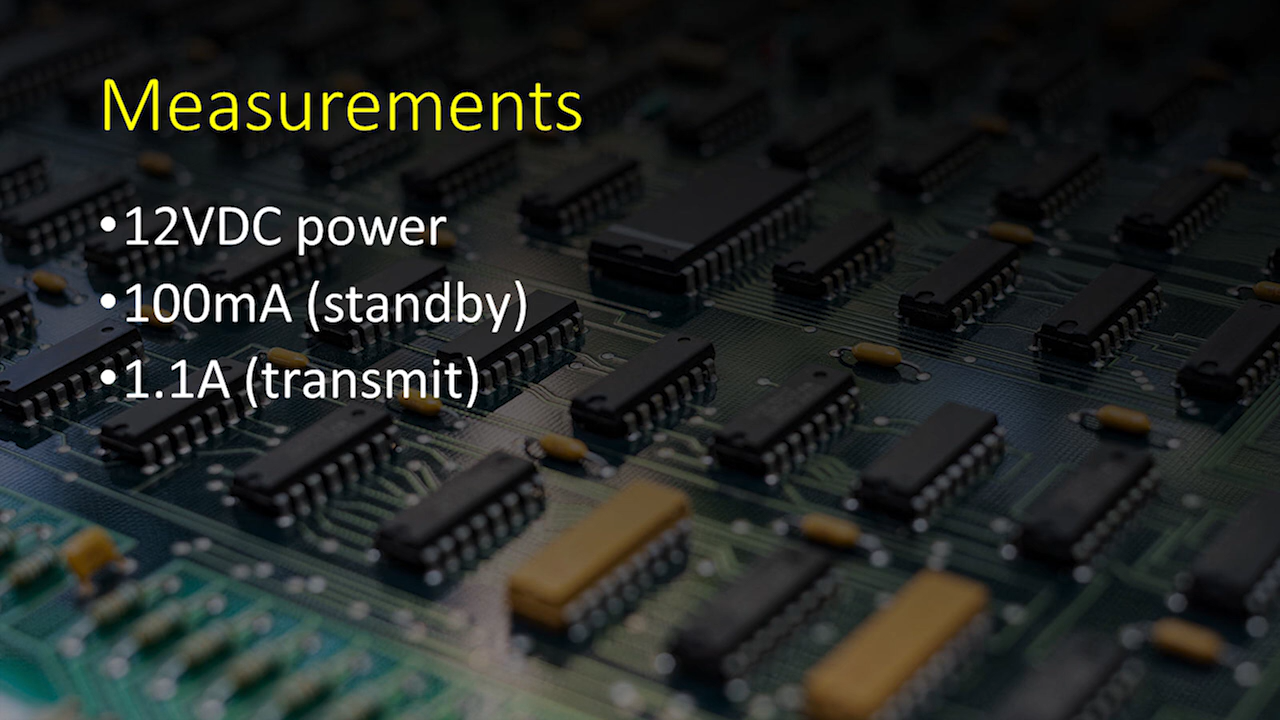 Measurements
•12VDC power
•100mA (standby)
•1.1A (transmit)